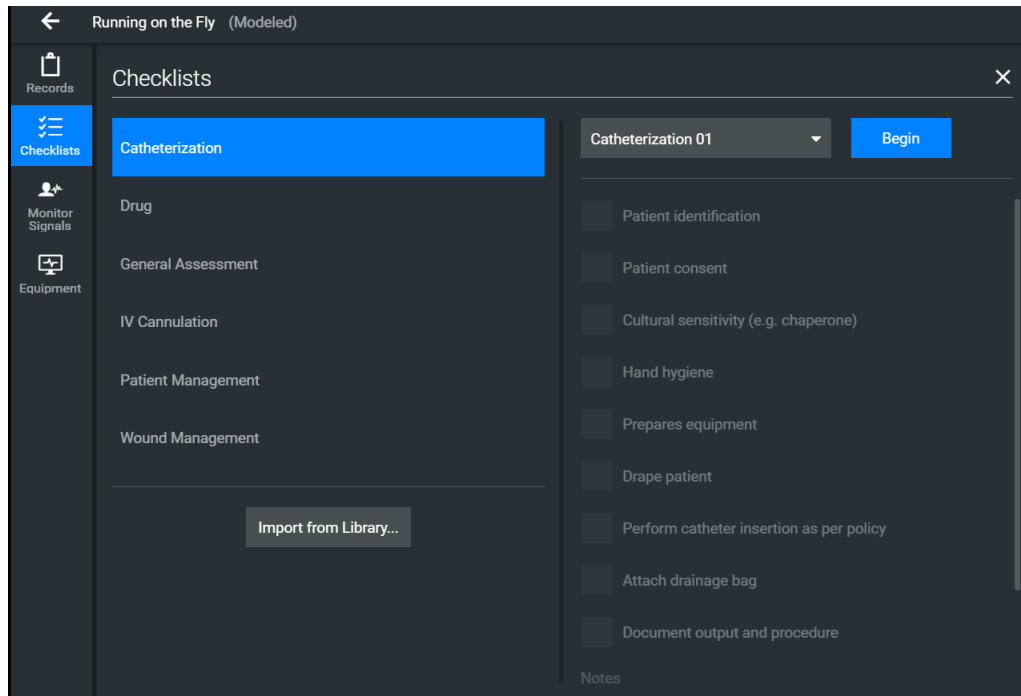 Running on the Fly (Modeled)
Records
Checklists
Monitor
Signals
Equipment
Checklists
Catheterization
Drug
General Assessment
IV Cannulation
Patient Management
Wound Management
Import from Library...
Catheterization 01
Begin
Patient identification
Patient consent
Cultural sensitivity (e.g. chaperone)
Hand hygiene
Prepares equipment
Drape patient
Perform catheter insertion as per policy
Attach drainage bag
Document output and procedure
Notes